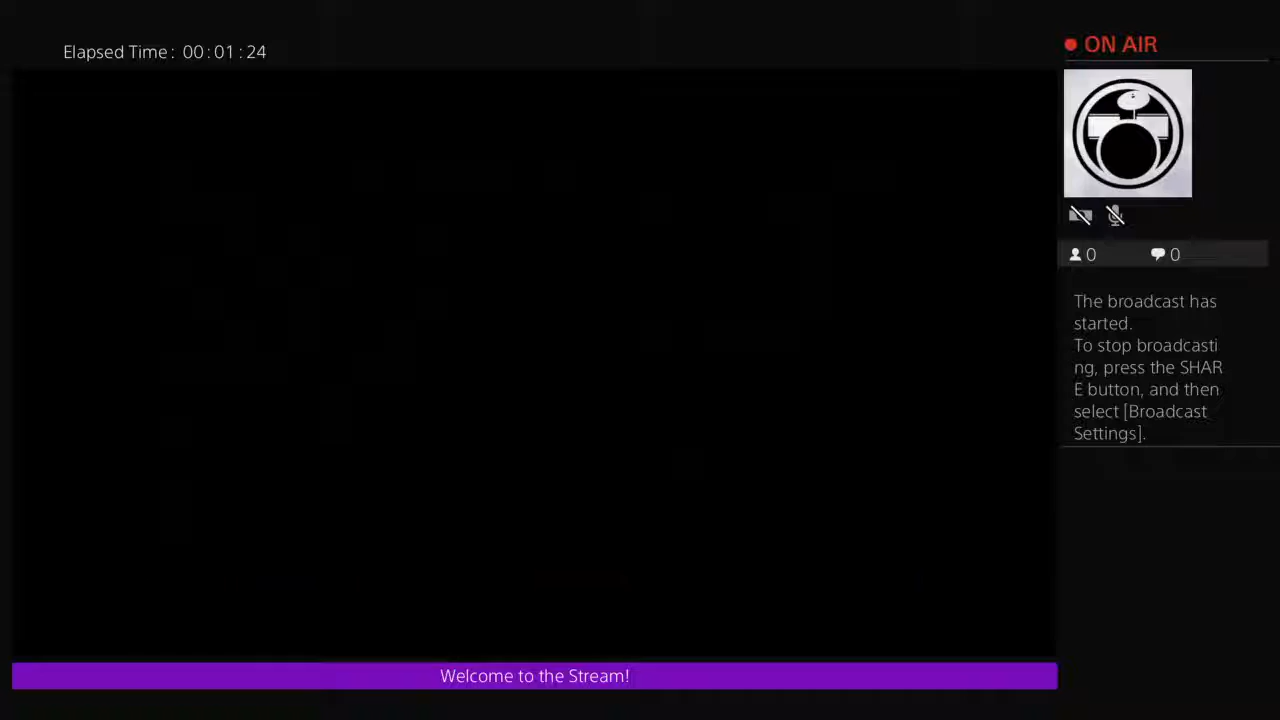 Elapsed Time: 00:01:24
ON AIR
0
0
The broadcast has
started.
To stop broadcasti
ng, press the SHAR
E button, and then
select [Broadcast
Settings].
Welcome to the Stream!